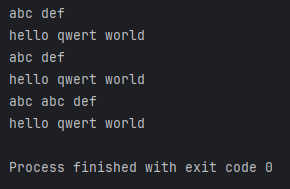 abc def
hello qwert world
abc def
hello qwert world
abc abc def
hello qwert world

Process finished with exit code 0